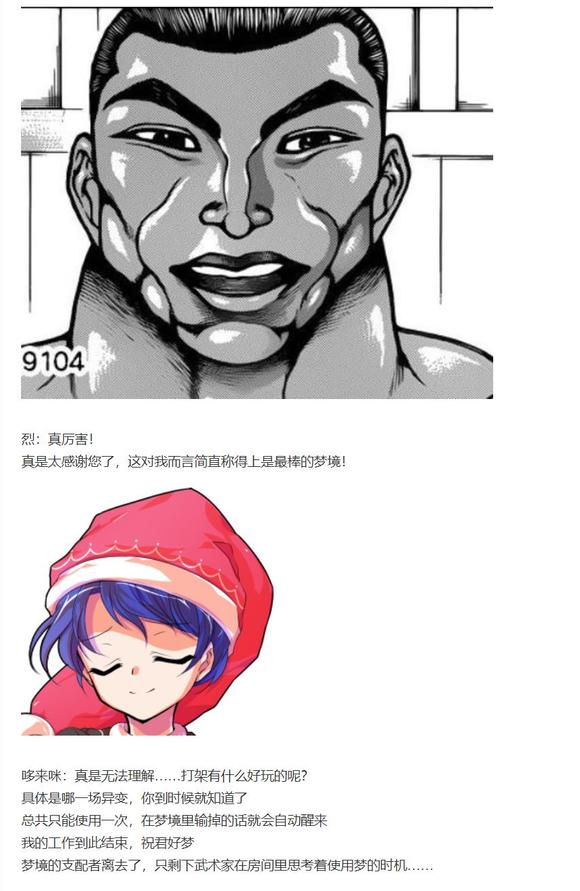 9104
烈：真厉害！
真是太感谢您了，这对我而言简直称得上是最棒的梦境！
哆来咪：真是无法理解……打架有什么好玩的呢？
具体是哪一场异变，你到时候就知道了
总共只能使用一次，在梦境里输掉的话就会自动醒来
我的工作到此结束，祝君好梦
梦境的支配者离去了，只剩下武术家在房间里思考着使用梦的时机……